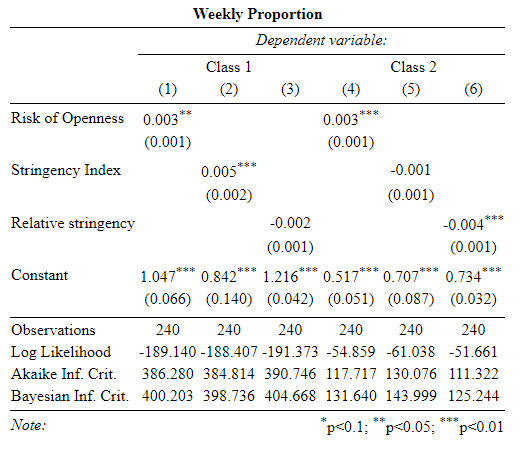 Weekly Proportion
Dependent variable:
Class 1 Class 2
(1) (2) (3) (4) (5) (6)
Risk of Openness 0.003** 0.003***
(0.001) (0.001)
Stringency Index 0.005*** -0.001
(0.002) (0.001)
Relative stringency -0.002 -0.004***
(0.001) (0.001)
Constant 1.047*** 0.842*** 1.216*** 0.517*** 0.707*** 0.734***
(0.066) (0.140) (0.042) (0.051) (0.087) (0.032)
Observations 240 240 240 240 240 240
Log Likelihood -189.140 -188.407 -191.373 -54.859 -61.038 -51.661
Akaike Inf. Crit. 386.280 384.814 390.746 117.717 130.076 111.322
Bayesian Inf. Crit. 400.203 398.736 404.668 131.640 143.999 125.244
Note: *p<0.1; **p<0.05; ***p<0.01